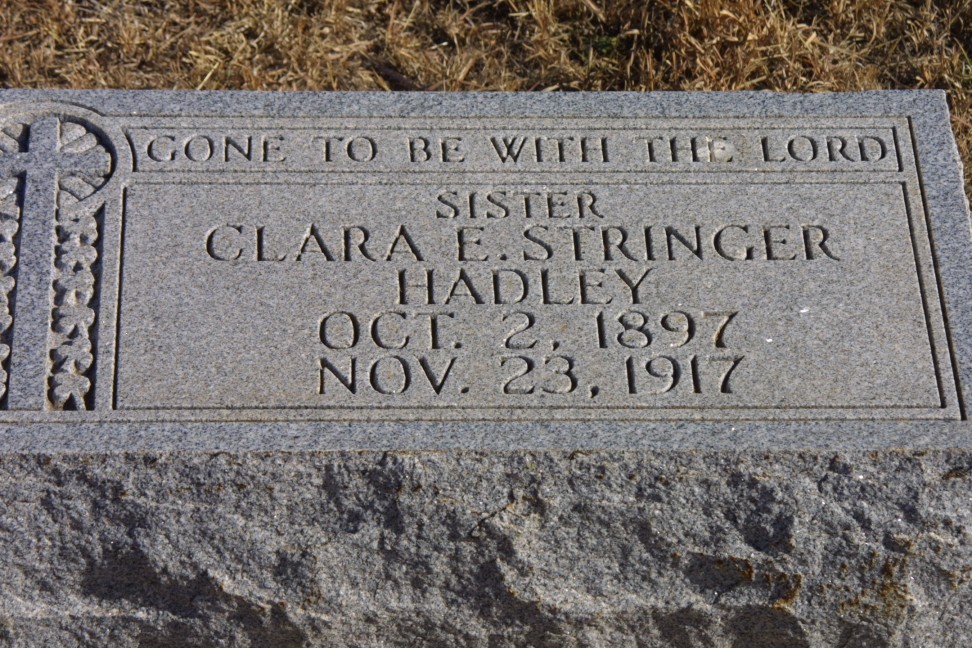 GONE TO BE WITH THE LORD
SISTER
CLARA E. STRINGER
HADLEY
OCT. 2, 1897
NOV. 23, 1917